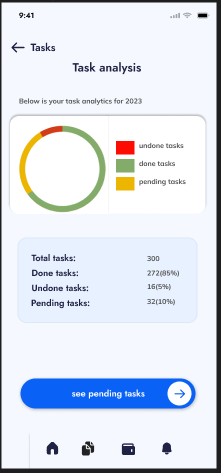 9:41
Tasks
Task analysis
Below is your task analytics for 2023
undone tasks
done tasks
pending tasks
Total tasks: 300
Done tasks: 272(85%)
Undone tasks: 16(5%)
Pending tasks: 32(10%)
see pending tasks